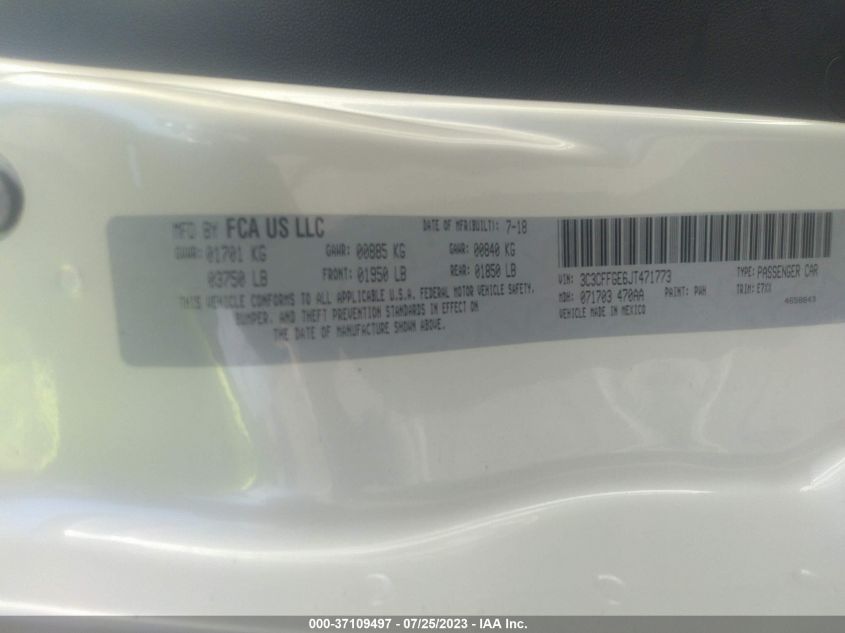 MFD BY FCA US LLC DATE OF MFR(BUILT): 7-18
GVWR: 01701 KG GAWR: 00885 KG GAWR: 00840 KG
03750 LB FRONT: 01950 LB REAR: 01850 LB
THIS VEHICLE CONFORMS TO ALL APPLICABLE U.S.A. FEDERAL MOTOR VEHICLE SAFETY,
BUMPER, AND THEFT PREVENTION STANDARDS IN EFFECT ON
THE DATE OF MANUFACTURE SHOWN ABOVE.
VIN: 3C3CFFGE6JT471773 TYPE: PASSENGER CAR
MDH: 071703 470AA PAINT: PWH TRIM: E7XX
VEHICLE MADE IN MEXICO 4658843
000-37109497 - 07/25/2023 - IAA Inc.